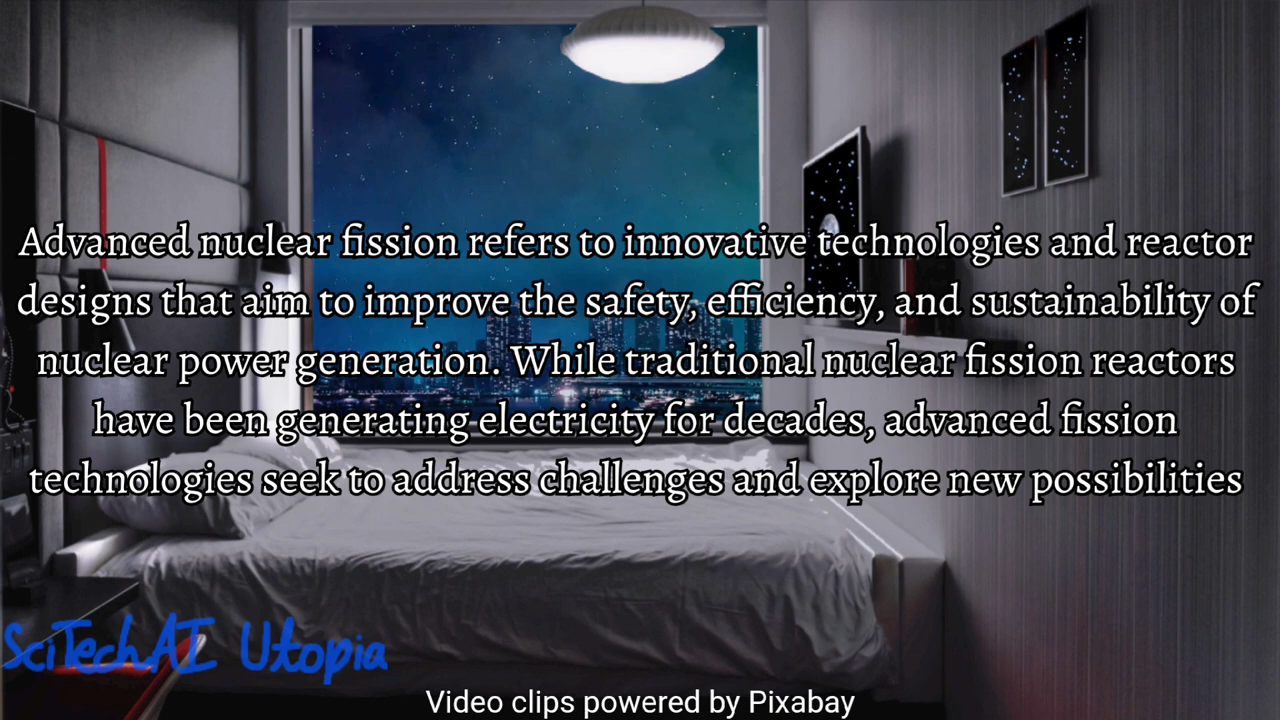 Advanced nuclear fission refers to innovative technologies and reactor
designs that aim to improve the safety, efficiency, and sustainability of
nuclear power generation. While traditional nuclear fission reactors
have been generating electricity for decades, advanced fission
technologies seek to address challenges and explore new possibilities
SciTechAI Utopia
Video clips powered by Pixabay